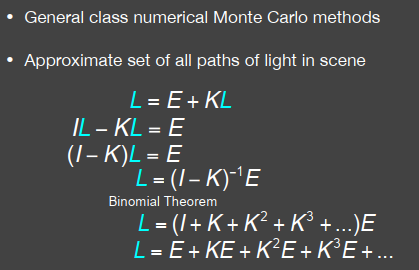 • General class numerical Monte Carlo methods
• Approximate set of all paths of light in scene
L = E + KL
IL – KL = E
(I – K)L = E
L = (I – K)⁻¹E
Binomial Theorem
L = (I + K + K² + K³ + ...)E
L = E + KE + K²E + K³E + ...